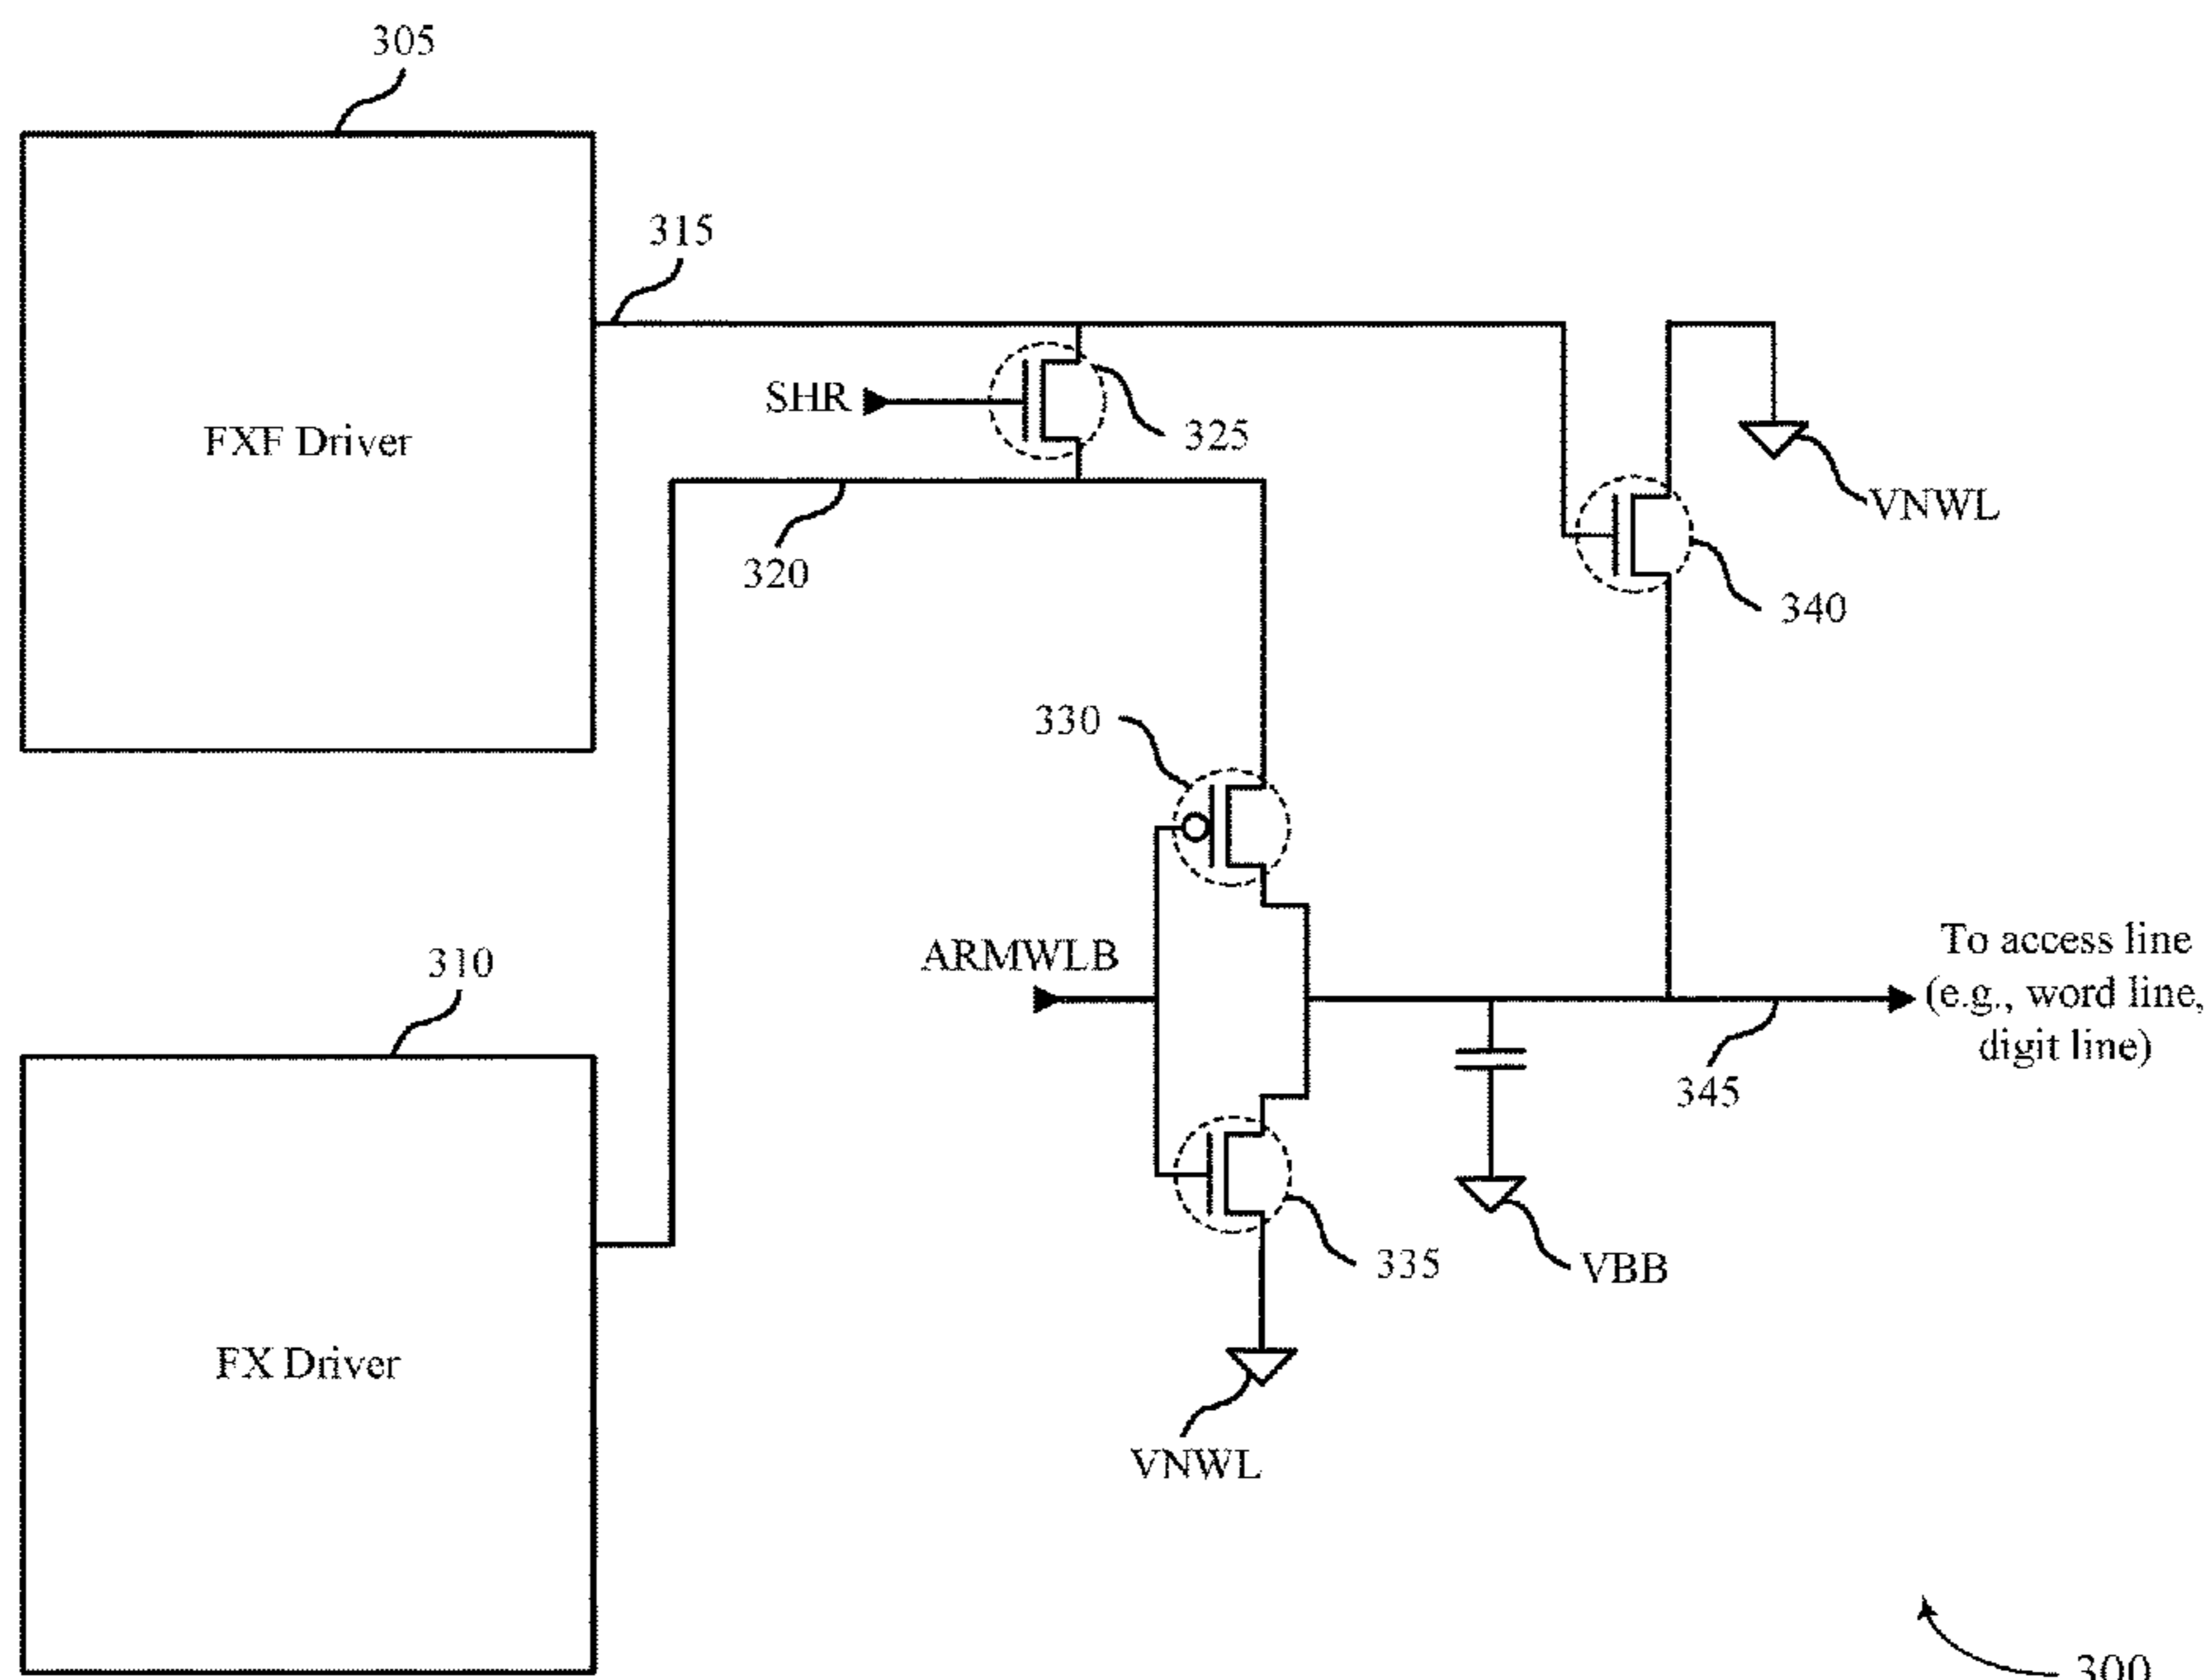 305
315
SHR
325
FXF Driver
VNWL
320
340
330
310
ARMWLB
To access line
(e.g., word line,
digit line)
345
335
VBB
FX Driver
VNWL
300